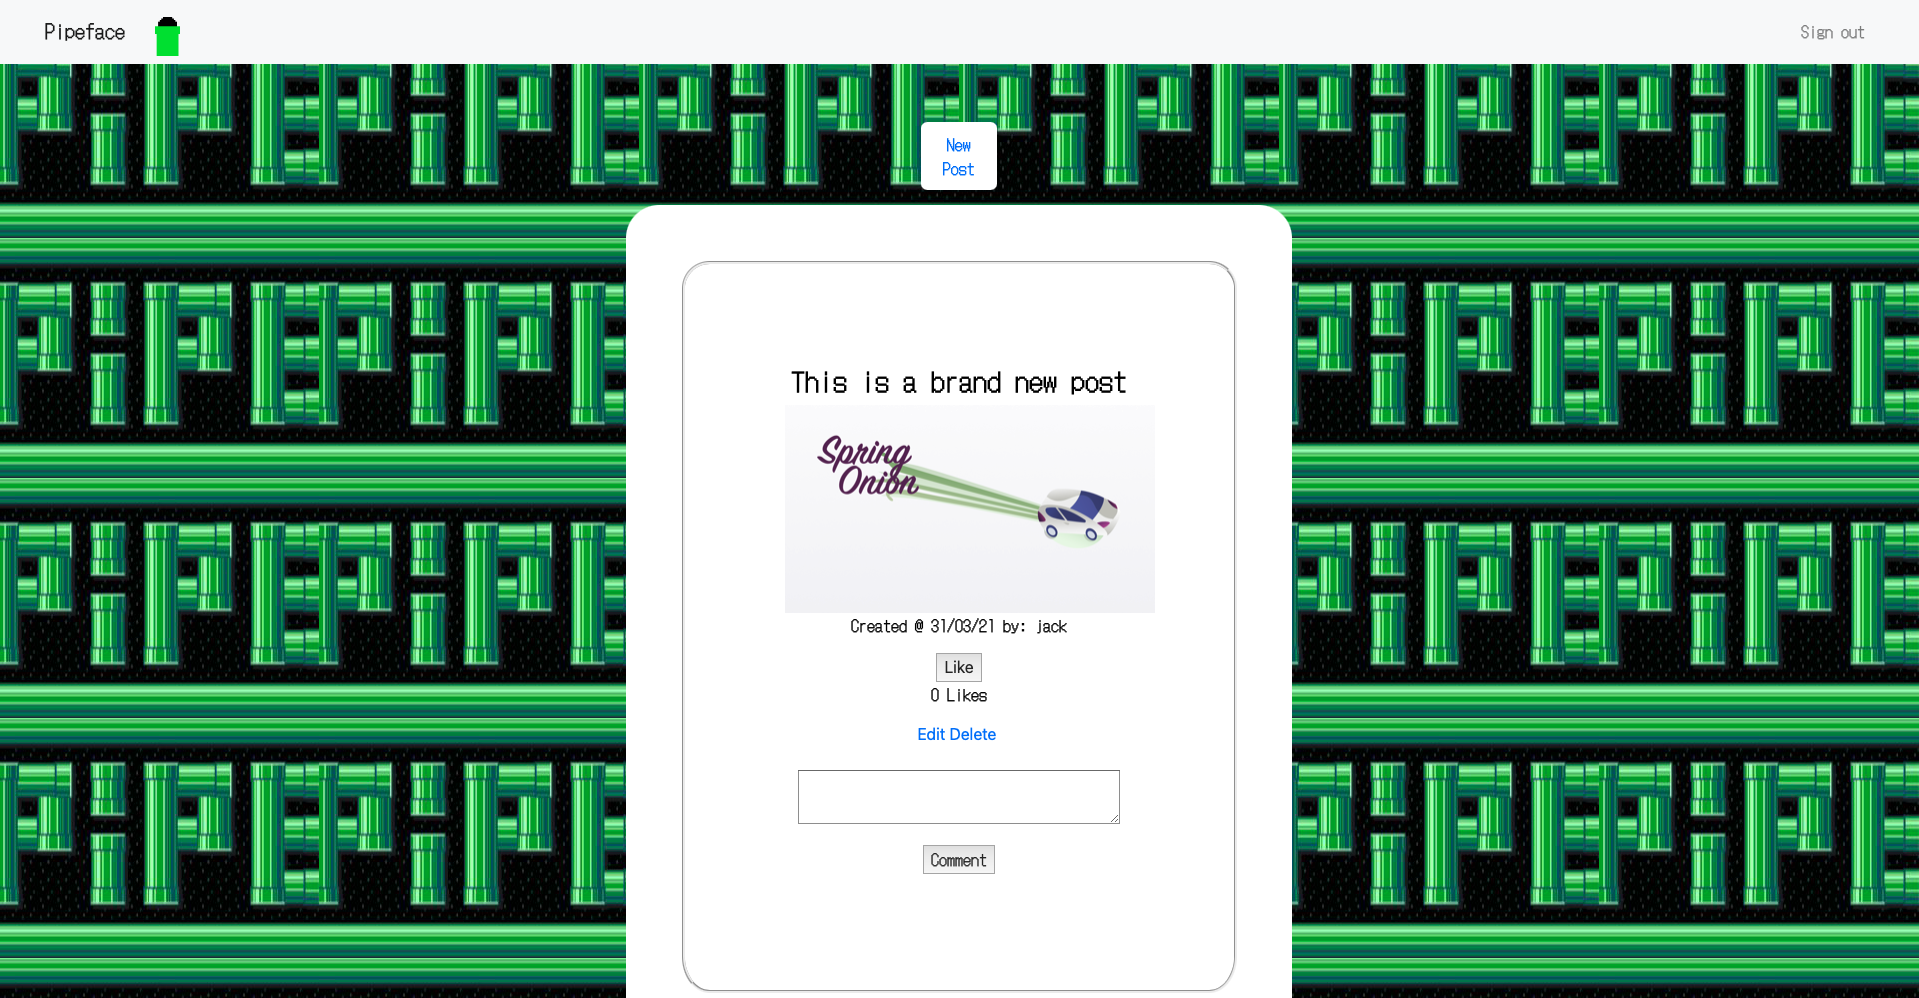 Pipeface
Sign out
New
Post
This is a brand new post
Spring
Onion
Created @ 31/03/21 by: jack
Like
0 Likes
Edit Delete
Comment